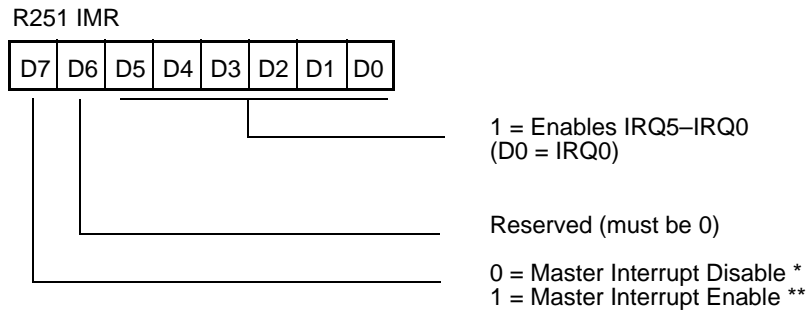 R251 IMR
D7 D6 D5 D4 D3 D2 D1 D0
1 = Enables IRQ5–IRQ0
(D0 = IRQ0)
Reserved (must be 0)
0 = Master Interrupt Disable *
1 = Master Interrupt Enable **